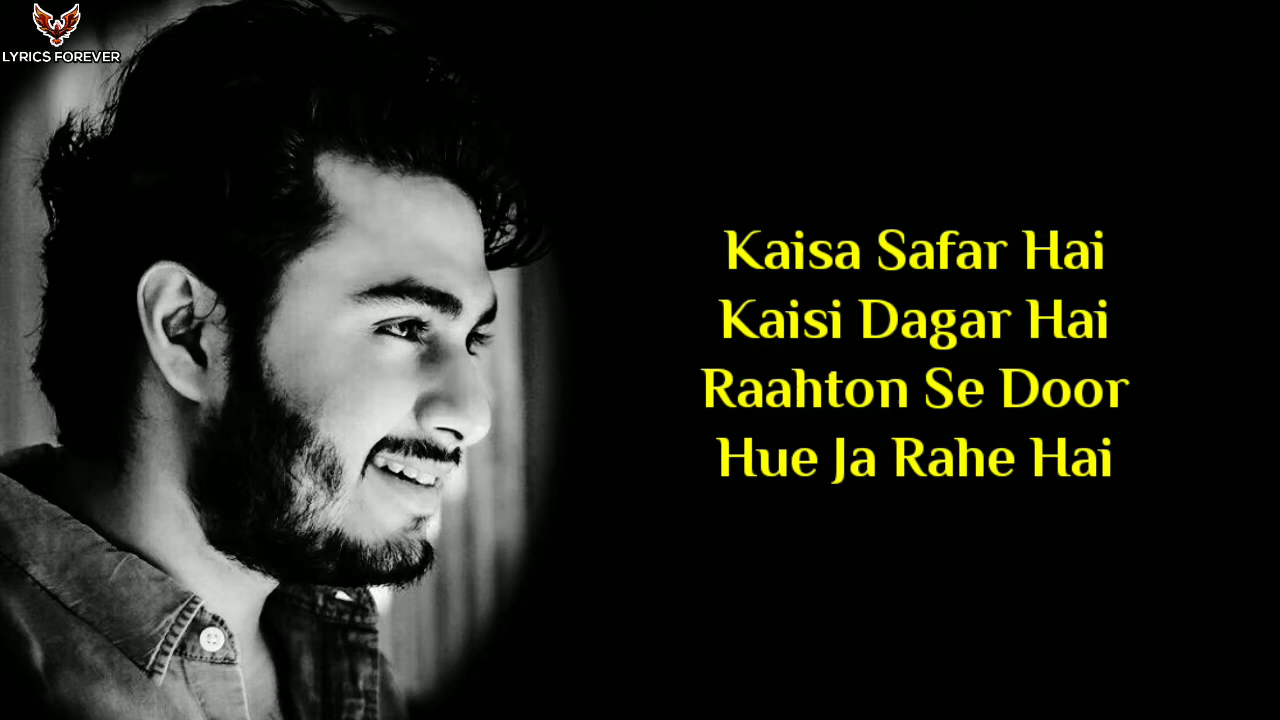 LYRICS FOREVER
Kaisa Safar Hai
Kaisi Dagar Hai
Raahton Se Door
Hue Ja Rahe Hai